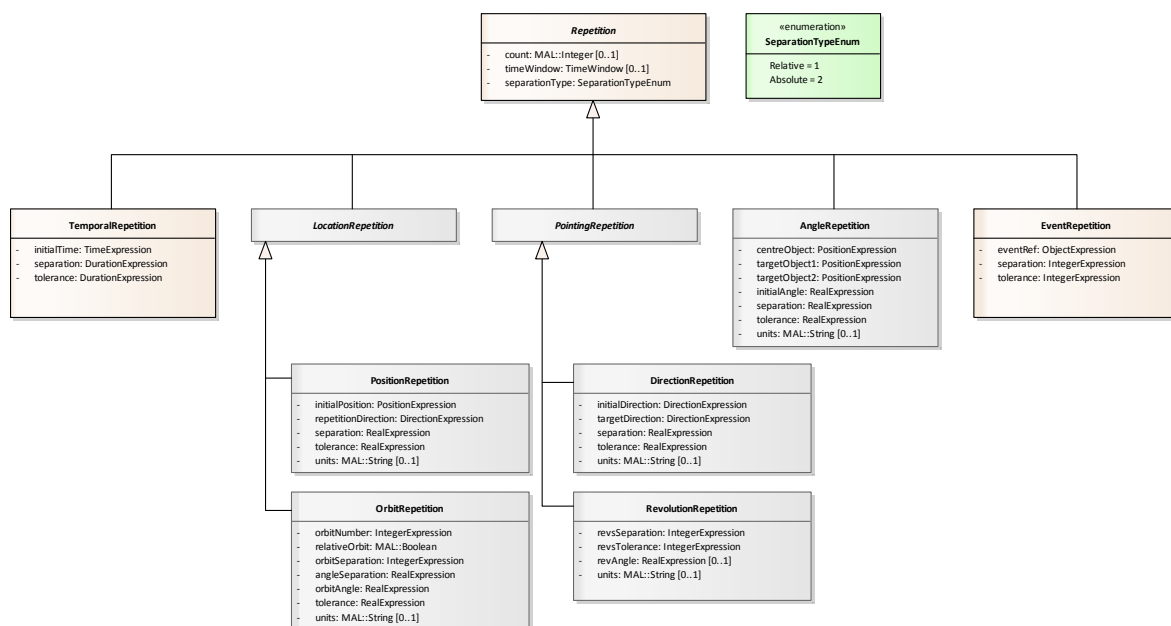 Repetition
- count: MAL::Integer [0..1]
- timeWindow: TimeWindow [0..1]
- separationType: SeparationTypeEnum
«enumeration»
SeparationTypeEnum
Relative = 1
Absolute = 2
TemporalRepetition
- initialTime: TimeExpression
- separation: DurationExpression
- tolerance: DurationExpression
LocationRepetition
PointingRepetition
AngleRepetition
- centreObject: PositionExpression
- targetObject1: PositionExpression
- targetObject2: PositionExpression
- initialAngle: RealExpression
- separation: RealExpression
- tolerance: RealExpression
- units: MAL::String [0..1]
EventRepetition
- eventRef: ObjectExpression
- separation: IntegerExpression
- tolerance: IntegerExpression
PositionRepetition
- initialPosition: PositionExpression
- repetitionDirection: DirectionExpression
- separation: RealExpression
- tolerance: RealExpression
- units: MAL::String [0..1]
DirectionRepetition
- initialDirection: DirectionExpression
- targetDirection: DirectionExpression
- separation: RealExpression
- tolerance: RealExpression
- units: MAL::String [0..1]
OrbitRepetition
- orbitNumber: IntegerExpression
- relativeOrbit: MAL::Boolean
- orbitSeparation: IntegerExpression
- angleSeparation: RealExpression
- orbitAngle: RealExpression
- tolerance: RealExpression
- units: MAL::String [0..1]
RevolutionRepetition
- revsSeparation: IntegerExpression
- revsTolerance: IntegerExpression
- revAngle: RealExpression [0..1]
- units: MAL::String [0..1]